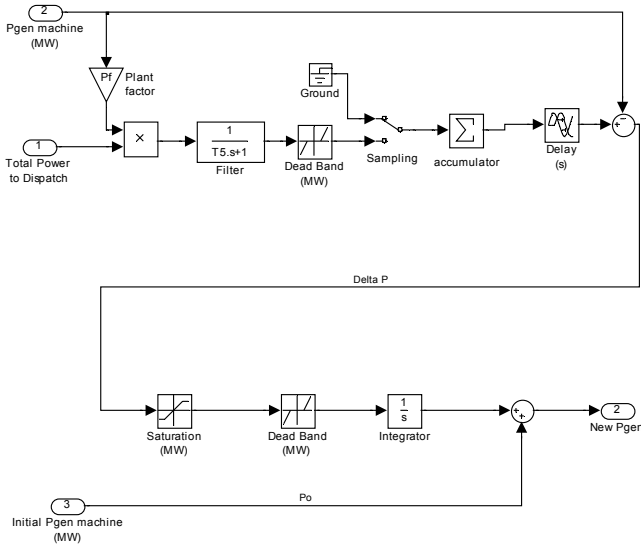 2
Pgen machine
(MW)
Pf
Plant
factor
1
Total Power
to Dispatch
×
1
T5.s+1
Filter
Dead Band
(MW)
Ground
Sampling
Σ
accumulator
Delay
(s)
+
−
Delta P
Saturation
(MW)
Dead Band
(MW)
1
s
Integrator
+
+
2
New Pgen
3
Initial Pgen machine
(MW)
Po